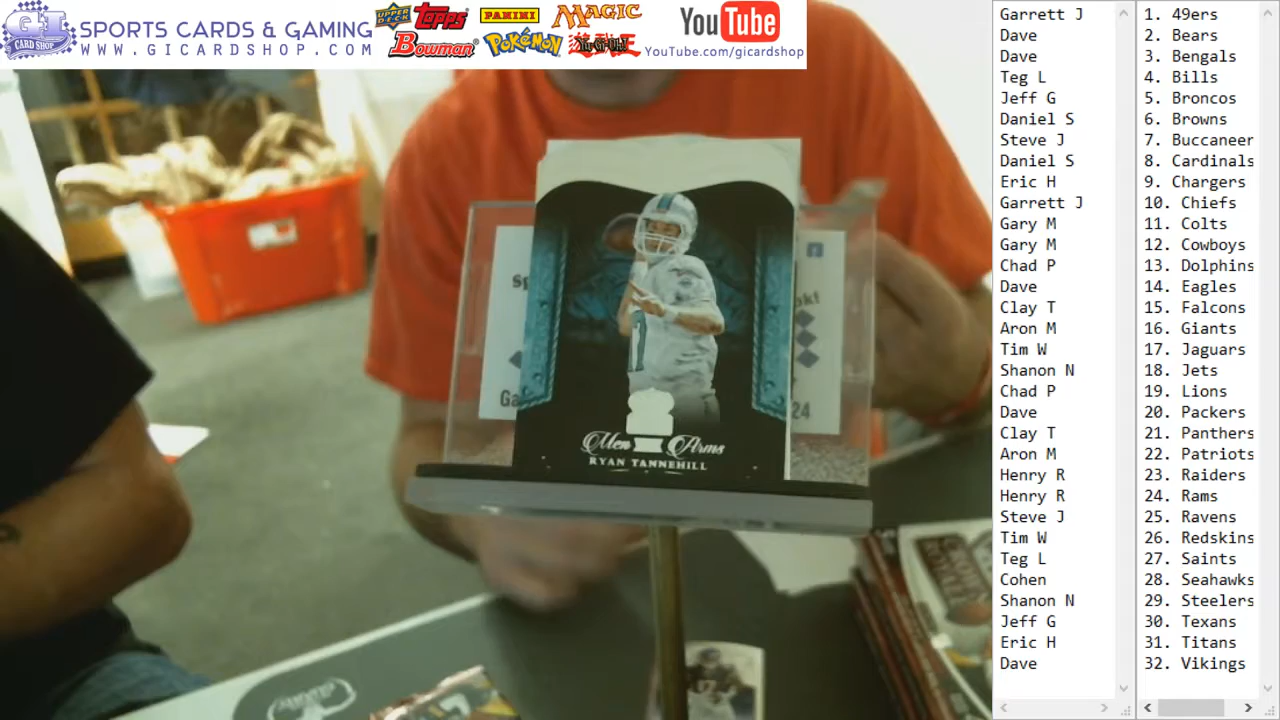 GI
CARD SHOP
SPORTS CARDS & GAMING
WWW.GICARDSHOP.COM
UPPER DECK
Topps
Bowman
PANINI
POKÉMON
MAGIC
Yu-Gi-Oh!
YouTube
YouTube.com/gicardshop
Sp
Ga
24
17
Men Arms
RYAN TANNEHILL
Garrett J
Dave
Dave
Teg L
Jeff G
Daniel S
Steve J
Daniel S
Eric H
Garrett J
Gary M
Gary M
Chad P
Dave
Clay T
Aron M
Tim W
Shanon N
Chad P
Dave
Clay T
Aron M
Henry R
Henry R
Steve J
Tim W
Teg L
Cohen
Shanon N
Jeff G
Eric H
Dave
1. 49ers
2. Bears
3. Bengals
4. Bills
5. Broncos
6. Browns
7. Buccaneer
8. Cardinals
9. Chargers
10. Chiefs
11. Colts
12. Cowboys
13. Dolphins
14. Eagles
15. Falcons
16. Giants
17. Jaguars
18. Jets
19. Lions
20. Packers
21. Panthers
22. Patriots
23. Raiders
24. Rams
25. Ravens
26. Redskins
27. Saints
28. Seahawks
29. Steelers
30. Texans
31. Titans
32. Vikings